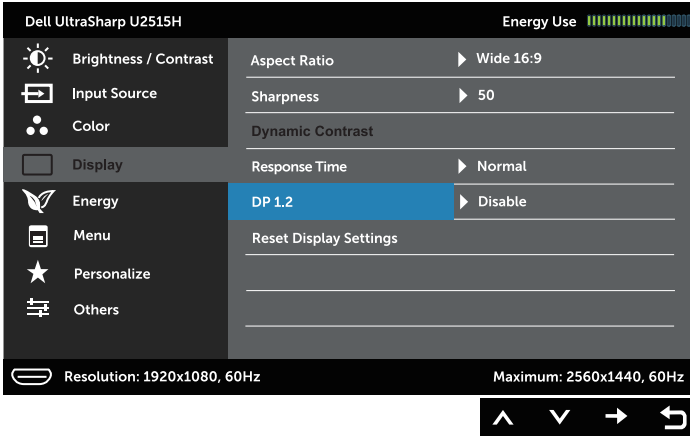 Dell UltraSharp U2515H Energy Use
Brightness / Contrast
Input Source
Color
Display
Energy
Menu
Personalize
Others
Aspect Ratio Wide 16:9
Sharpness 50
Dynamic Contrast
Response Time Normal
DP 1.2 Disable
Reset Display Settings
Resolution: 1920x1080, 60Hz Maximum: 2560x1440, 60Hz